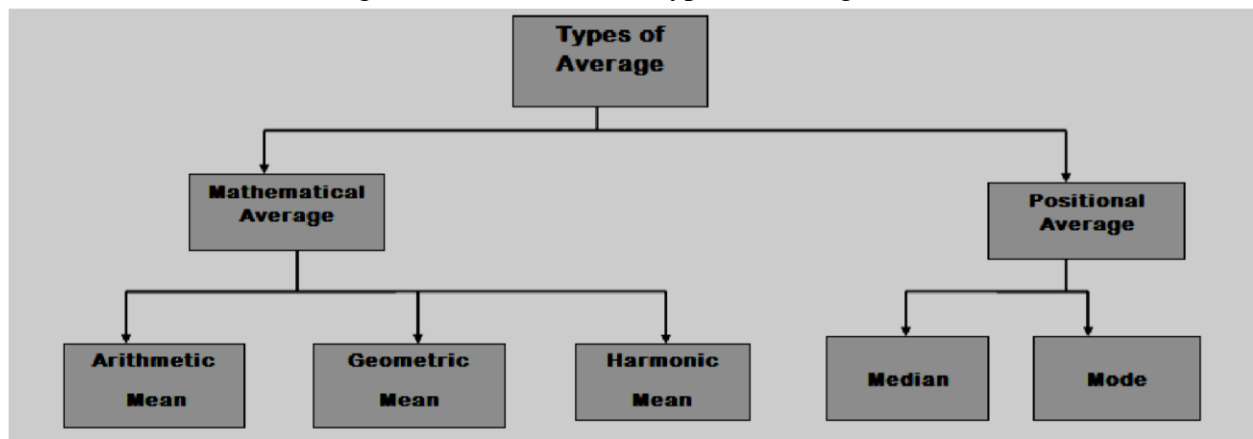 Types of
Average
Mathematical
Average
Positional
Average
Arithmetic
Mean
Geometric
Mean
Harmonic
Mean
Median
Mode